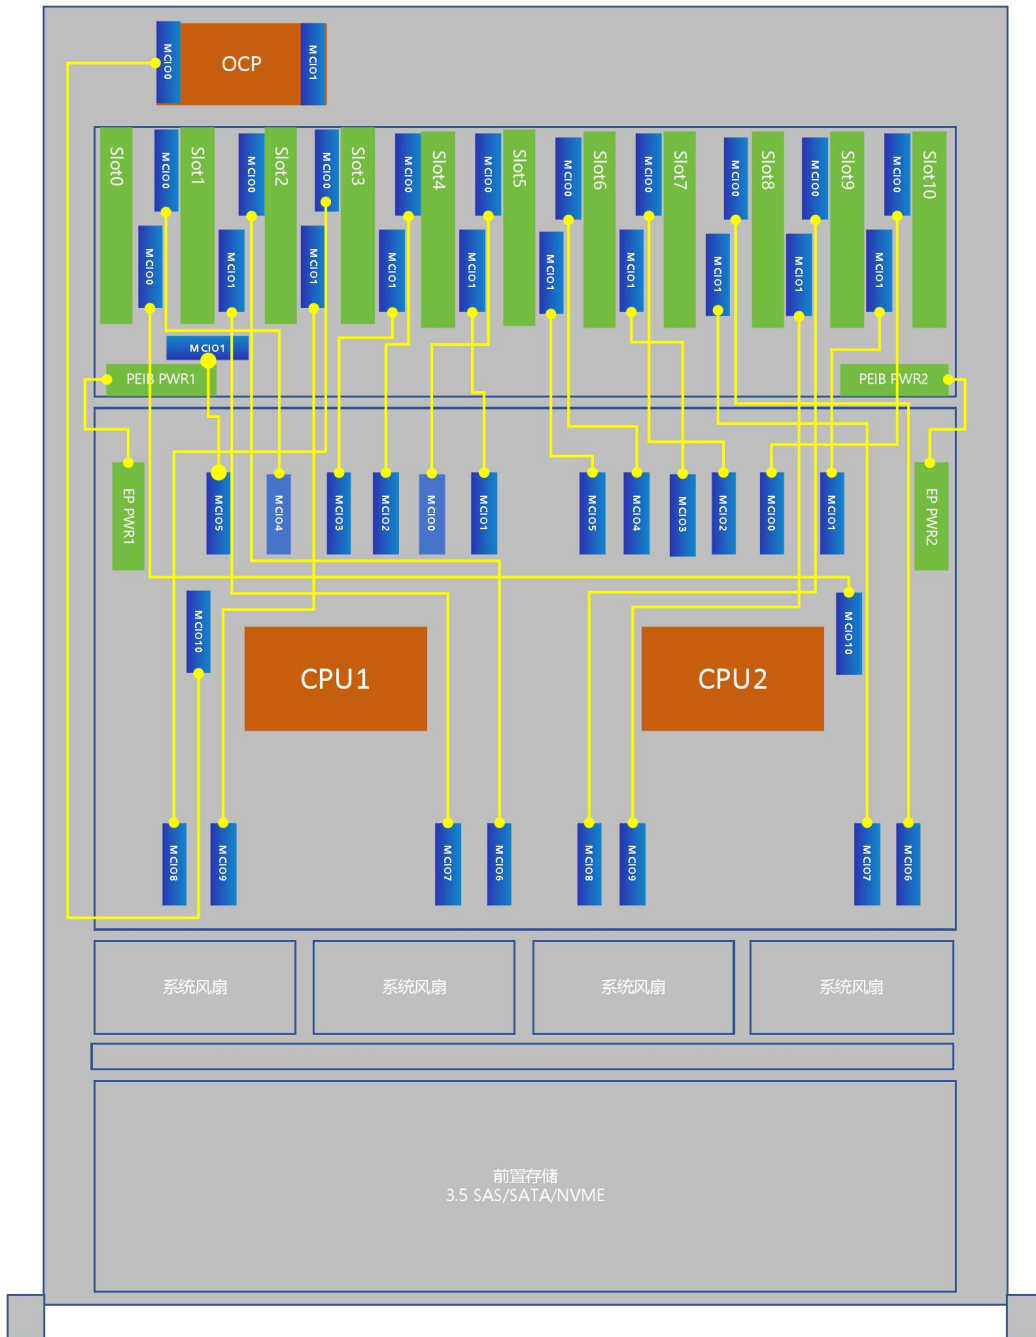 MCIO0
OCP
MCIO1
Slot0
MCIO0
Slot1
MCIO0
Slot2
MCIO0
Slot3
MCIO0
Slot4
MCIO0
Slot5
MCIO0
Slot6
MCIO0
Slot7
MCIO0
Slot8
MCIO0
Slot9
MCIO0
Slot10
MCIO0
MCIO1
MCIO1
MCIO1
MCIO1
MCIO1
MCIO1
MCIO1
MCIO1
MCIO1
MCIO1
PEIB PWR1
PEIB PWR2
EP PWR1
MCIO5
MCIO4
MCIO3
MCIO2
MCIO0
MCIO1
MCIO5
MCIO4
MCIO3
MCIO2
MCIO0
MCIO1
EP PWR2
MCIO10
MCIO10
CPU1
CPU2
MCIO8
MCIO9
MCIO7
MCIO6
MCIO8
MCIO9
MCIO7
MCIO6
系统风扇
系统风扇
系统风扇
系统风扇
前置存储
3.5 SAS/SATA/NVME